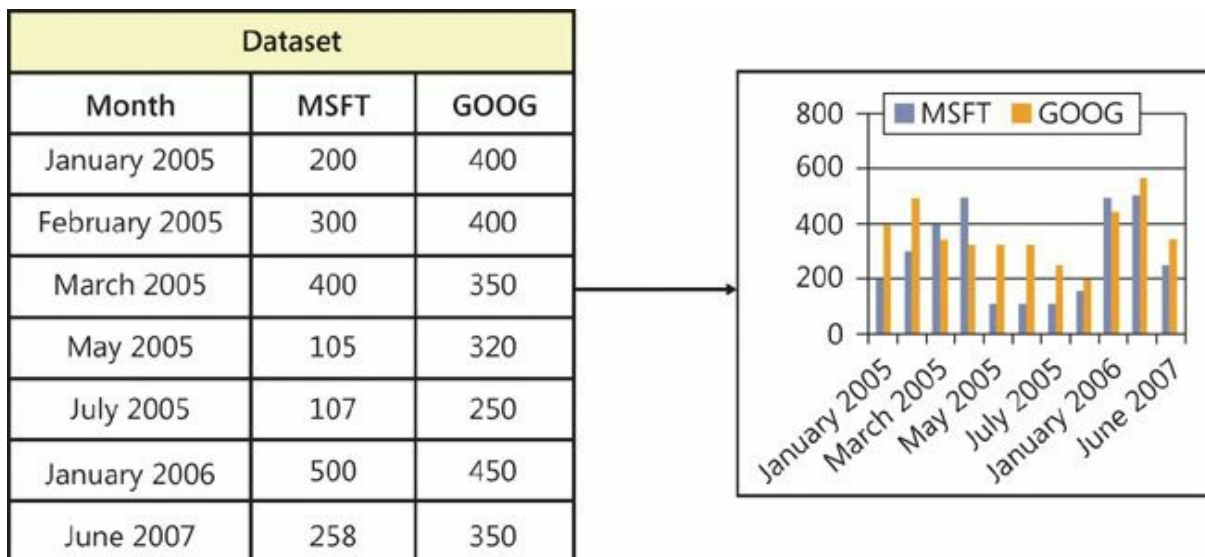 Dataset
Month MSFT GOOG
January 2005 200 400
February 2005 300 400
March 2005 400 350
May 2005 105 320
July 2005 107 250
January 2006 500 450
June 2007 258 350
MSFT GOOG
800
600
400
200
0
January 2005
March 2005
May 2005
July 2005
January 2006
June 2007